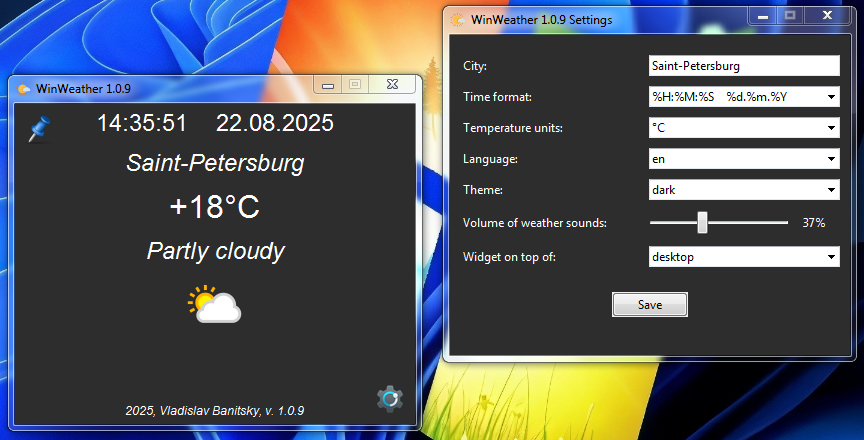 WinWeather 1.0.9
14:35:51 22.08.2025
Saint-Petersburg
+18°C
Partly cloudy
2025, Vladislav Banitsky, v. 1.0.9
WinWeather 1.0.9 Settings
City: Saint-Petersburg
Time format: %H:%M:%S %d.%m.%Y
Temperature units: °C
Language: en
Theme: dark
Volume of weather sounds: 37%
Widget on top of: desktop
Save